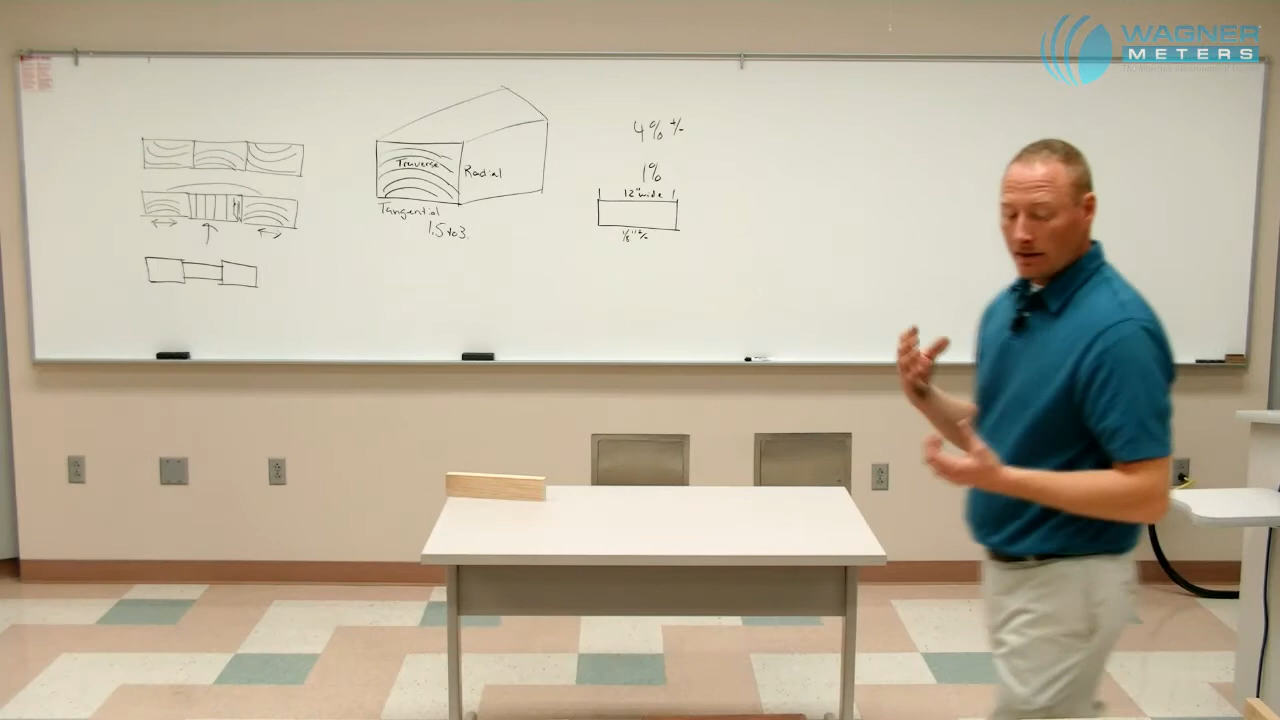 WAGNER
METERS
Traverse
Radial
Tangential
1.5 to 3
4% +/-
1%
12" wide
1/8" +/-